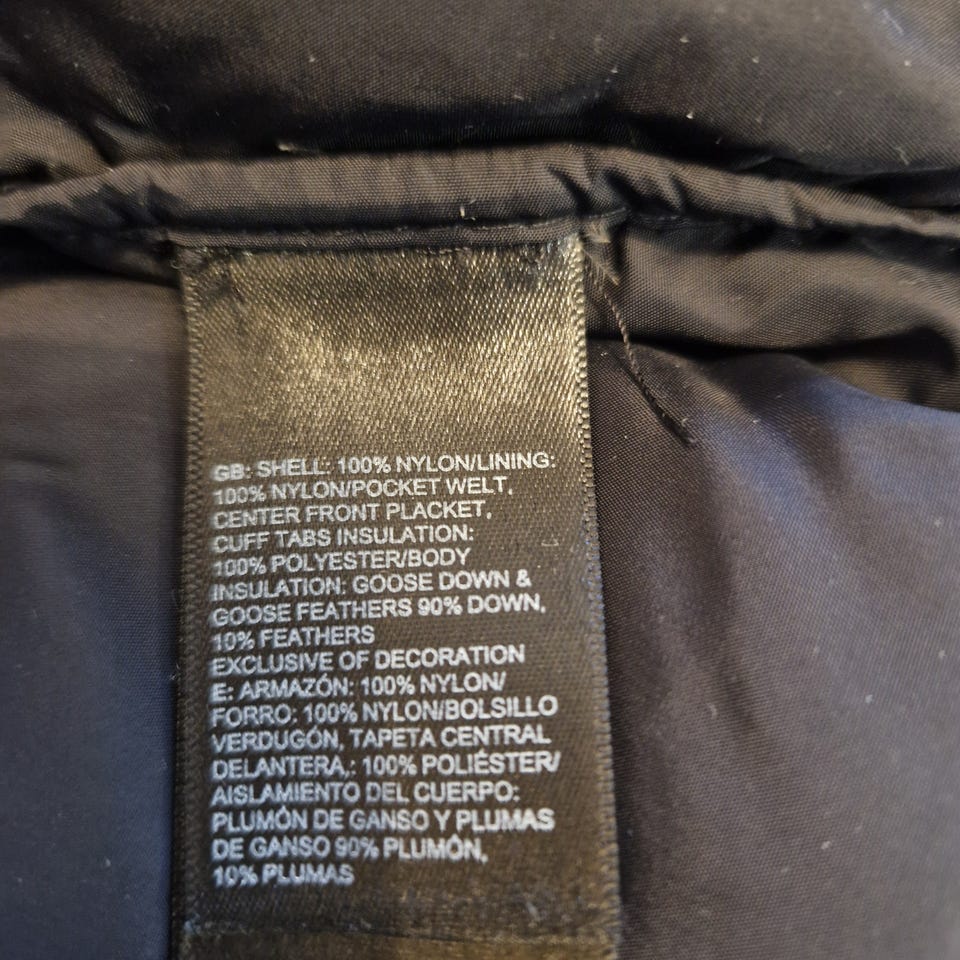 GB: SHELL: 100% NYLON/LINING:
100% NYLON/POCKET WELT,
CENTER FRONT PLACKET,
CUFF TABS INSULATION:
100% POLYESTER/BODY
INSULATION: GOOSE DOWN &
GOOSE FEATHERS 90% DOWN,
10% FEATHERS
EXCLUSIVE OF DECORATION
E: ARMAZÓN: 100% NYLON/
FORRO: 100% NYLON/BOLSILLO
VERDUGÓN, TAPETA CENTRAL
DELANTERA,: 100% POLIÉSTER/
AISLAMIENTO DEL CUERPO:
PLUMÓN DE GANSO Y PLUMAS
DE GANSO 90% PLUMÓN,
10% PLUMAS